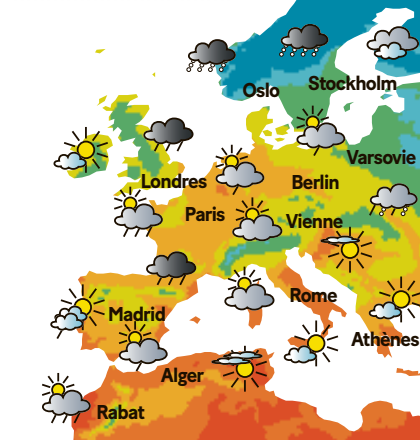 Oslo
Stockholm
Varsovie
Londres
Berlin
Paris
Vienne
Rome
Madrid
Athènes
Alger
Rabat